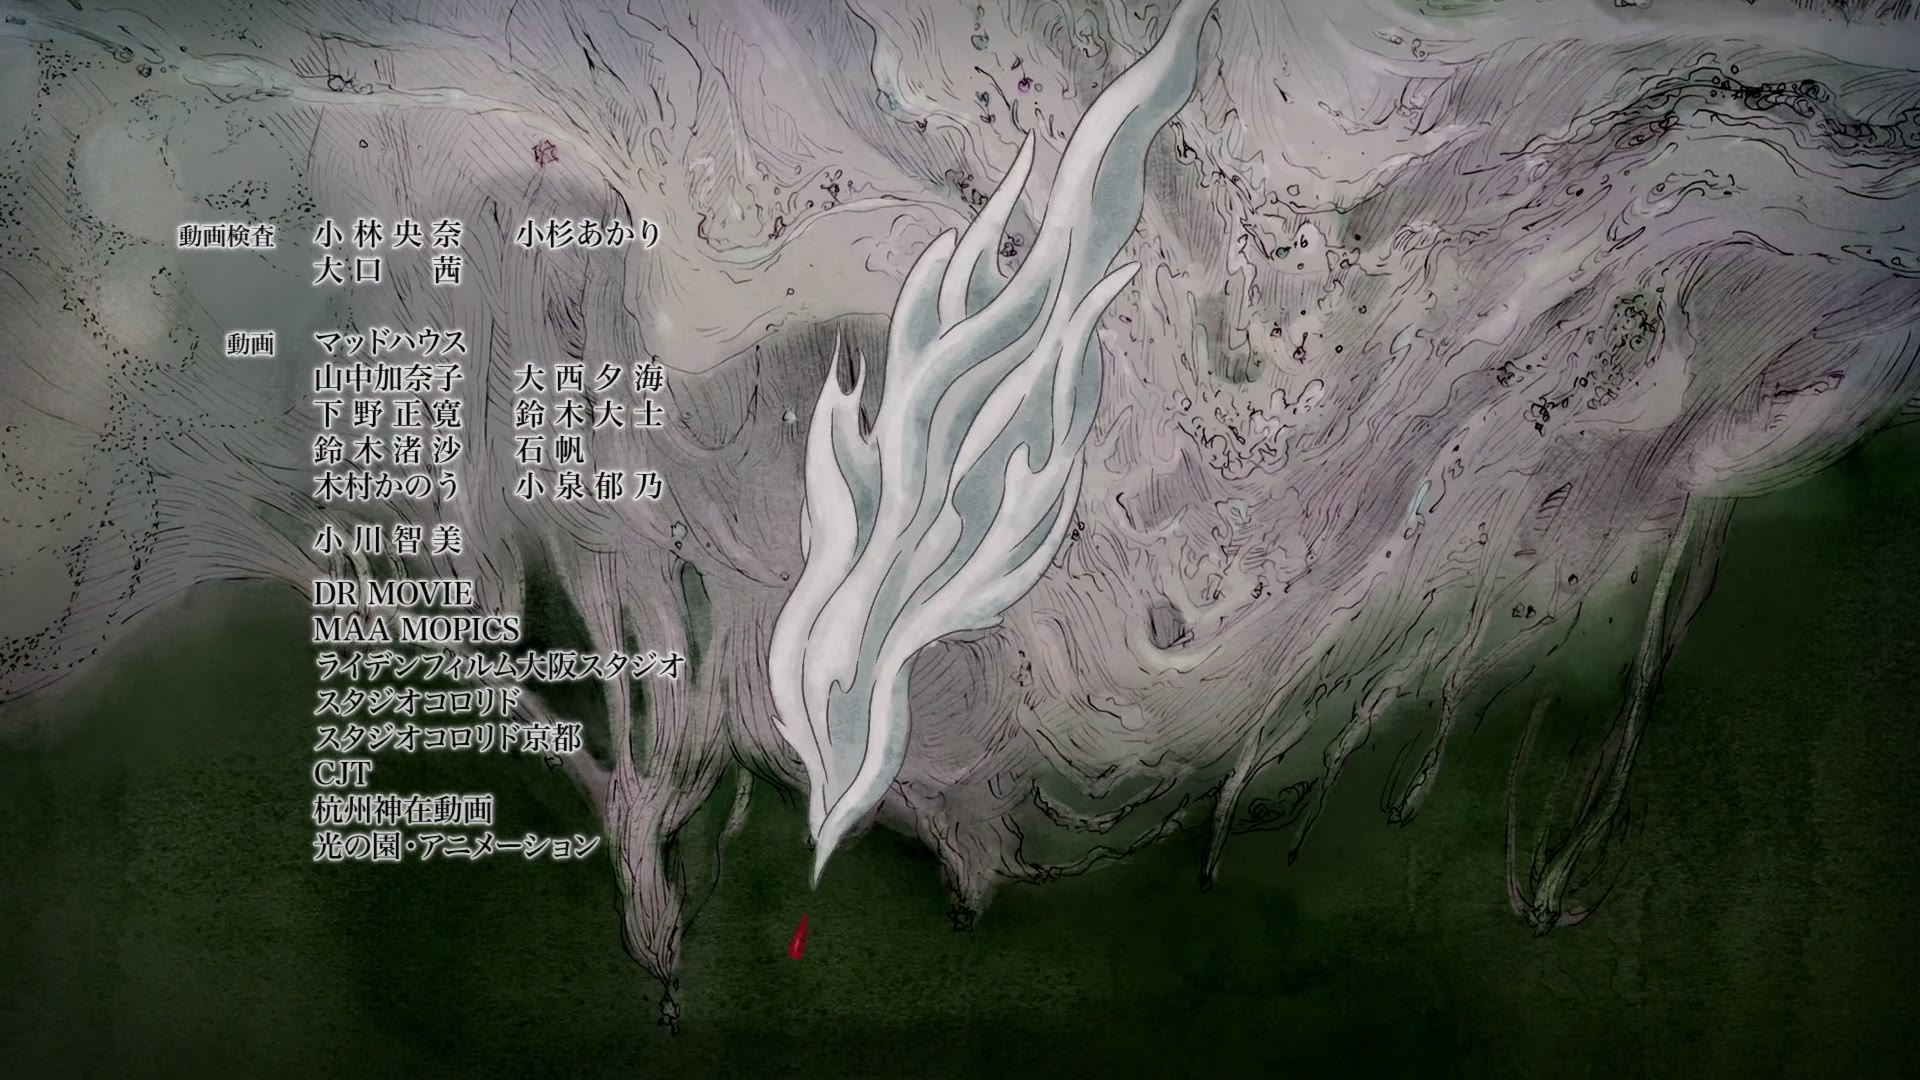 動画検査 小林央奈 小杉あかり
大口 茜
動画 マッドハウス
山中加奈子 大西夕海
下野正寛 鈴木大士
鈴木渚沙 石帆
木村かのう 小泉郁乃
小川智美
DR MOVIE
MAA MOPICS
ライデンフィルム大阪スタジオ
スタジオコロリド
スタジオコロリド京都
CJT
杭州神在動画
光の園・アニメーション